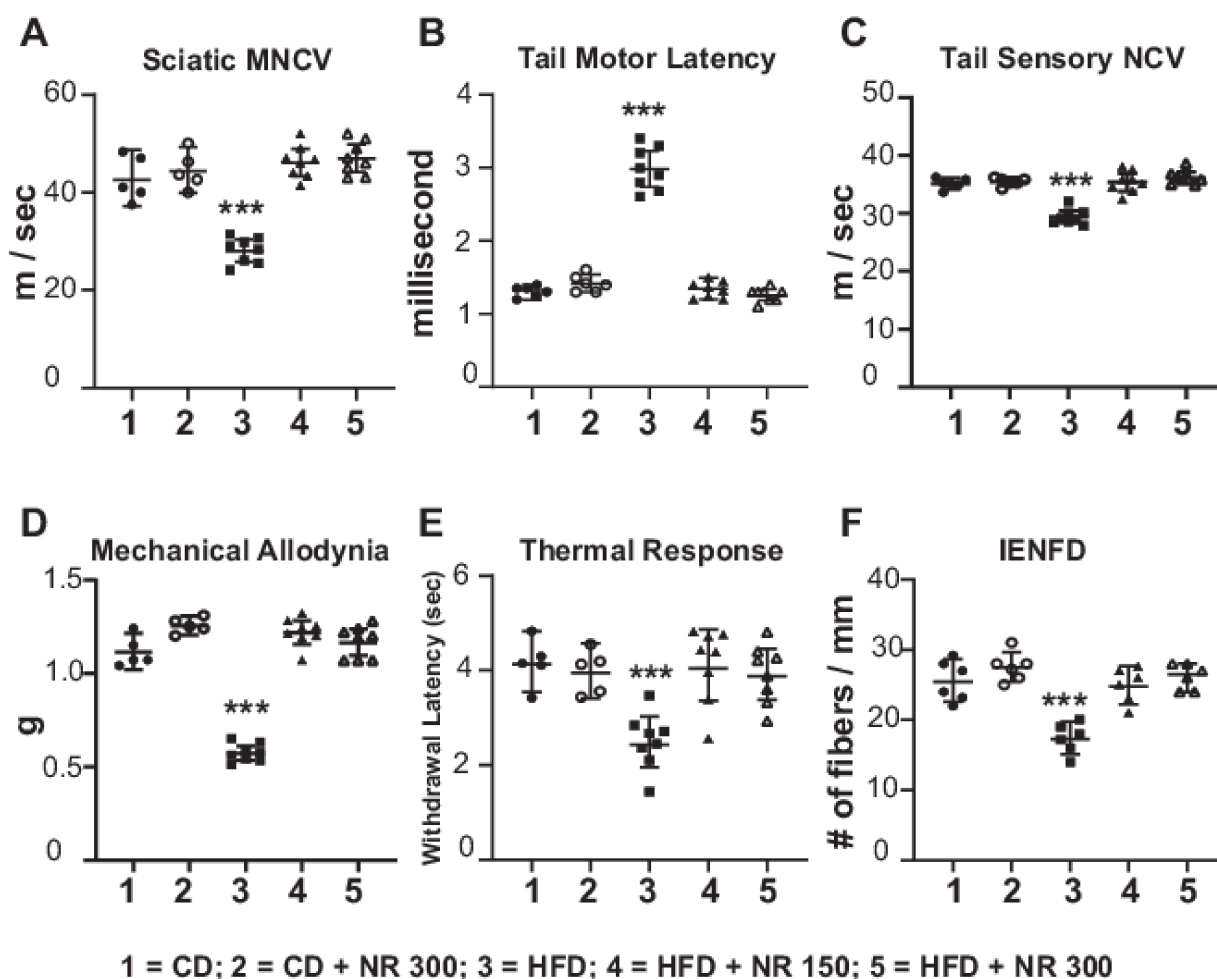 A
Sciatic MNCV
m / sec
60
40
20
0
***
1 2 3 4 5
B
Tail Motor Latency
millisecond
4
3
2
1
0
***
1 2 3 4 5
C
Tail Sensory NCV
m / sec
50
40
30
20
10
0
***
1 2 3 4 5
D
Mechanical Allodynia
g
1.5
1.0
0.5
0
***
1 2 3 4 5
E
Thermal Response
Withdrawal Latency (sec)
6
4
2
0
***
1 2 3 4 5
F
IENFD
# of fibers / mm
40
30
20
10
0
***
1 2 3 4 5
1 = CD; 2 = CD + NR 300; 3 = HFD; 4 = HFD + NR 150; 5 = HFD + NR 300